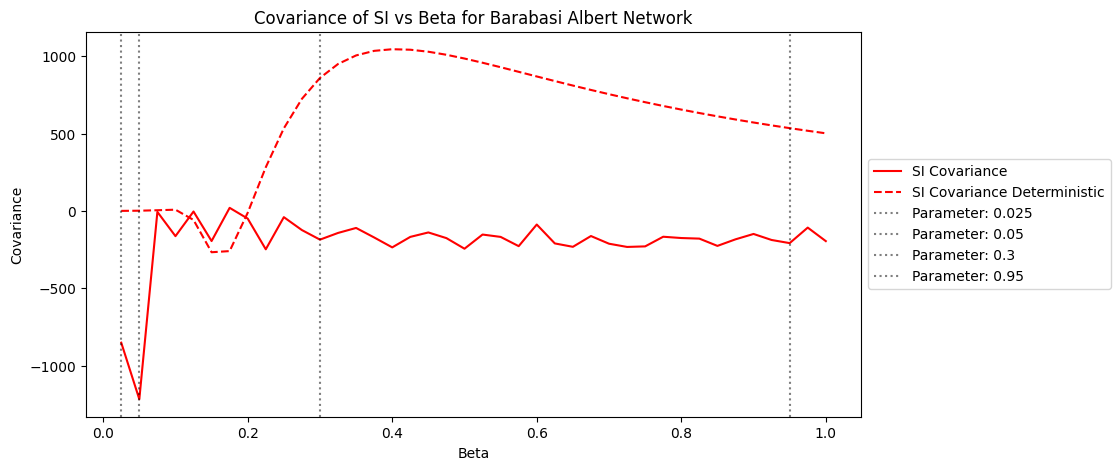 Covariance of SI vs Beta for Barabasi Albert Network
Covariance
1000
500
0
−500
−1000
0.0
0.2
0.4
0.6
0.8
1.0
Beta
SI Covariance
SI Covariance Deterministic
Parameter: 0.025
Parameter: 0.05
Parameter: 0.3
Parameter: 0.95